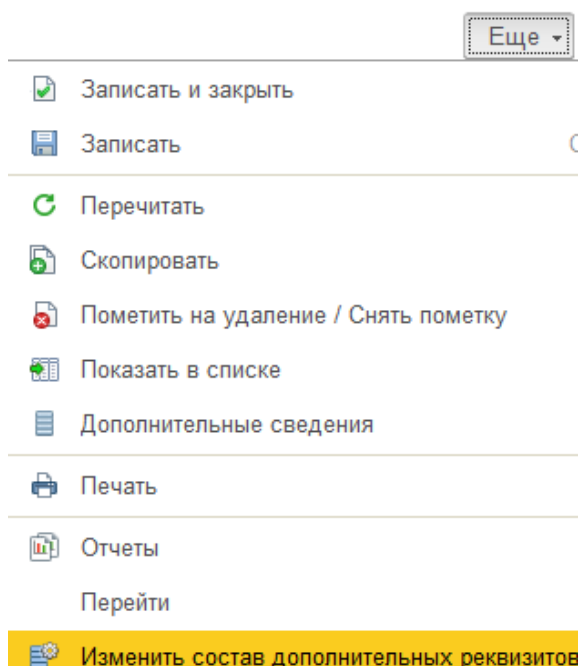 Еще
Записать и закрыть
Записать
Перечитать
Скопировать
Пометить на удаление / Снять пометку
Показать в списке
Дополнительные сведения
Печать
Отчеты
Перейти
Изменить состав дополнительных реквизитов